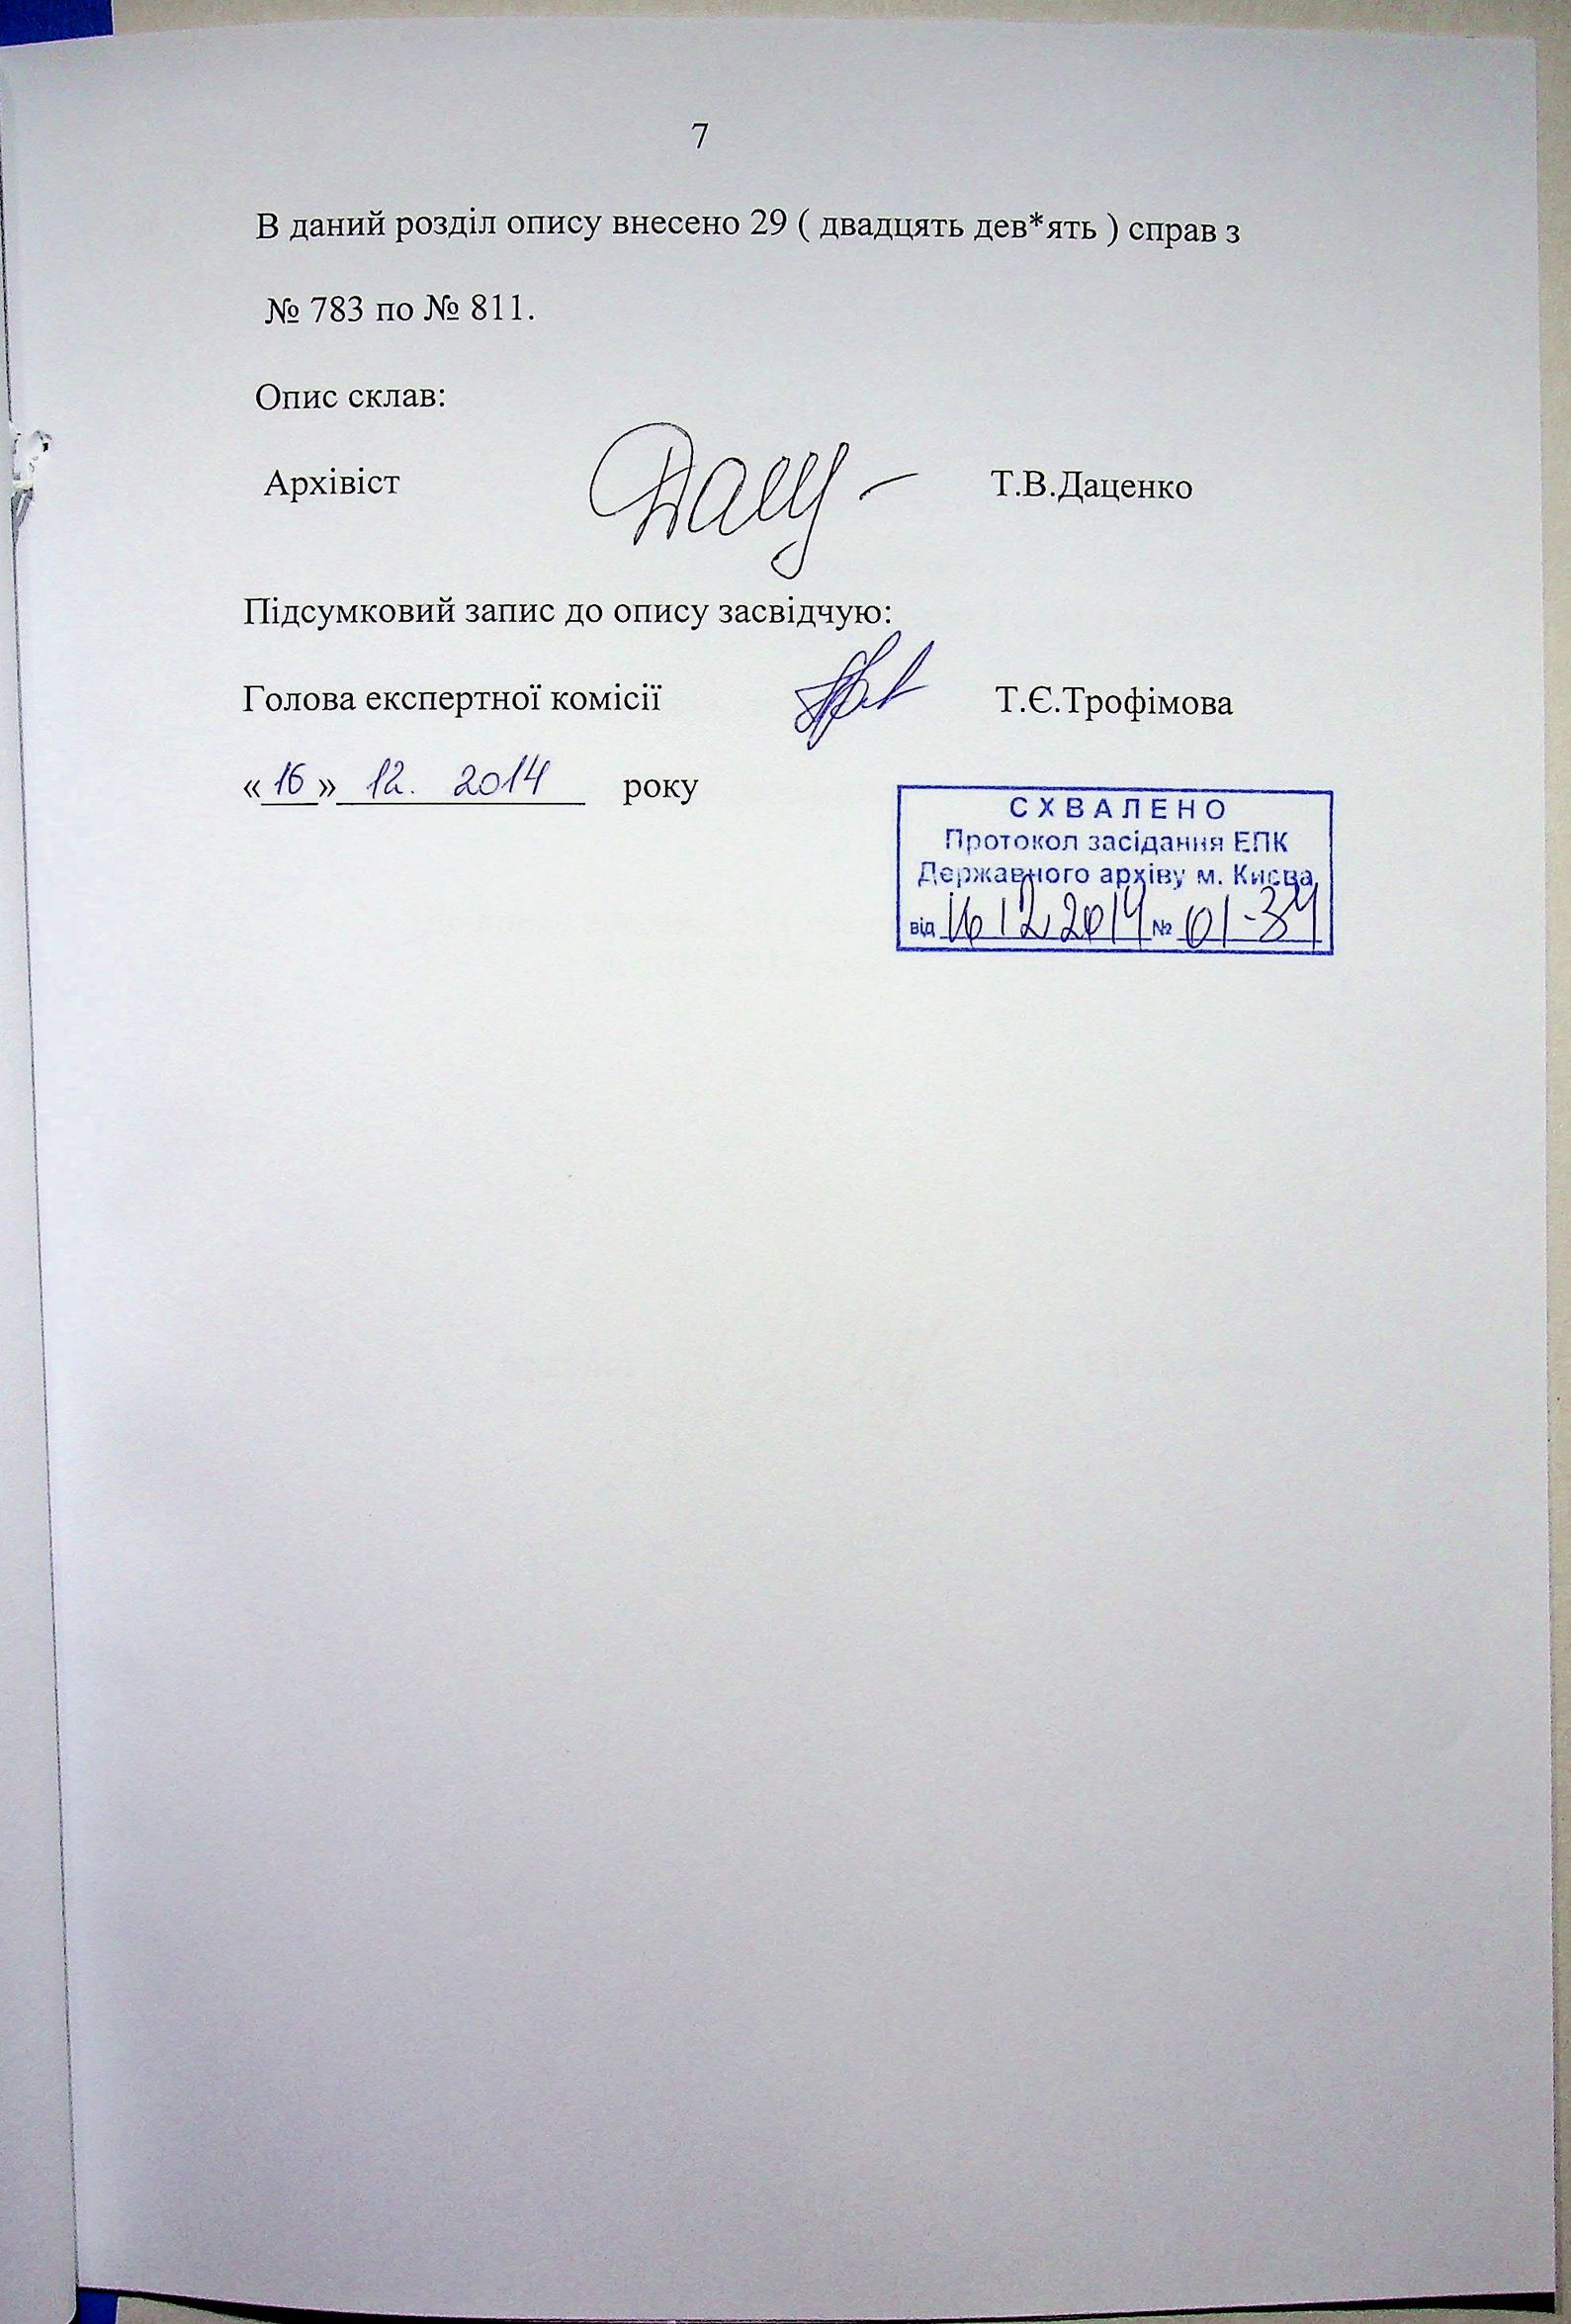 7
В даний розділ опису внесено 29 ( двадцять дев*ять ) справ з
№ 783 по № 811.
Опис склав:
Архівіст Т.В.Даценко
Підсумковий запис до опису засвідчую:
Голова експертної комісії Т.Є.Трофімова
«16» 12. 2014 року
СХВАЛЕНО
Протокол засідання ЕПК
Державного архіву м. Києва
від 16 12 2014 № 01-34